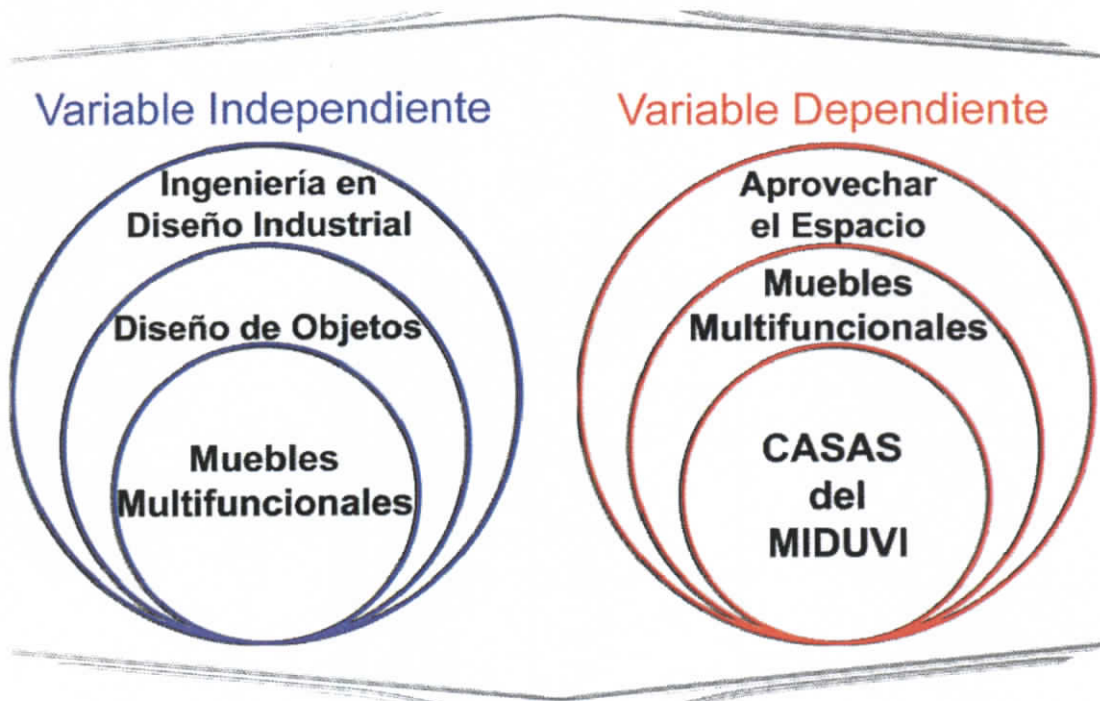 Variable Independiente
Ingeniería en
Diseño Industrial
Diseño de Objetos
Muebles
Multifuncionales
Variable Dependiente
Aprovechar
el Espacio
Muebles
Multifuncionales
CASAS
del
MIDUVI